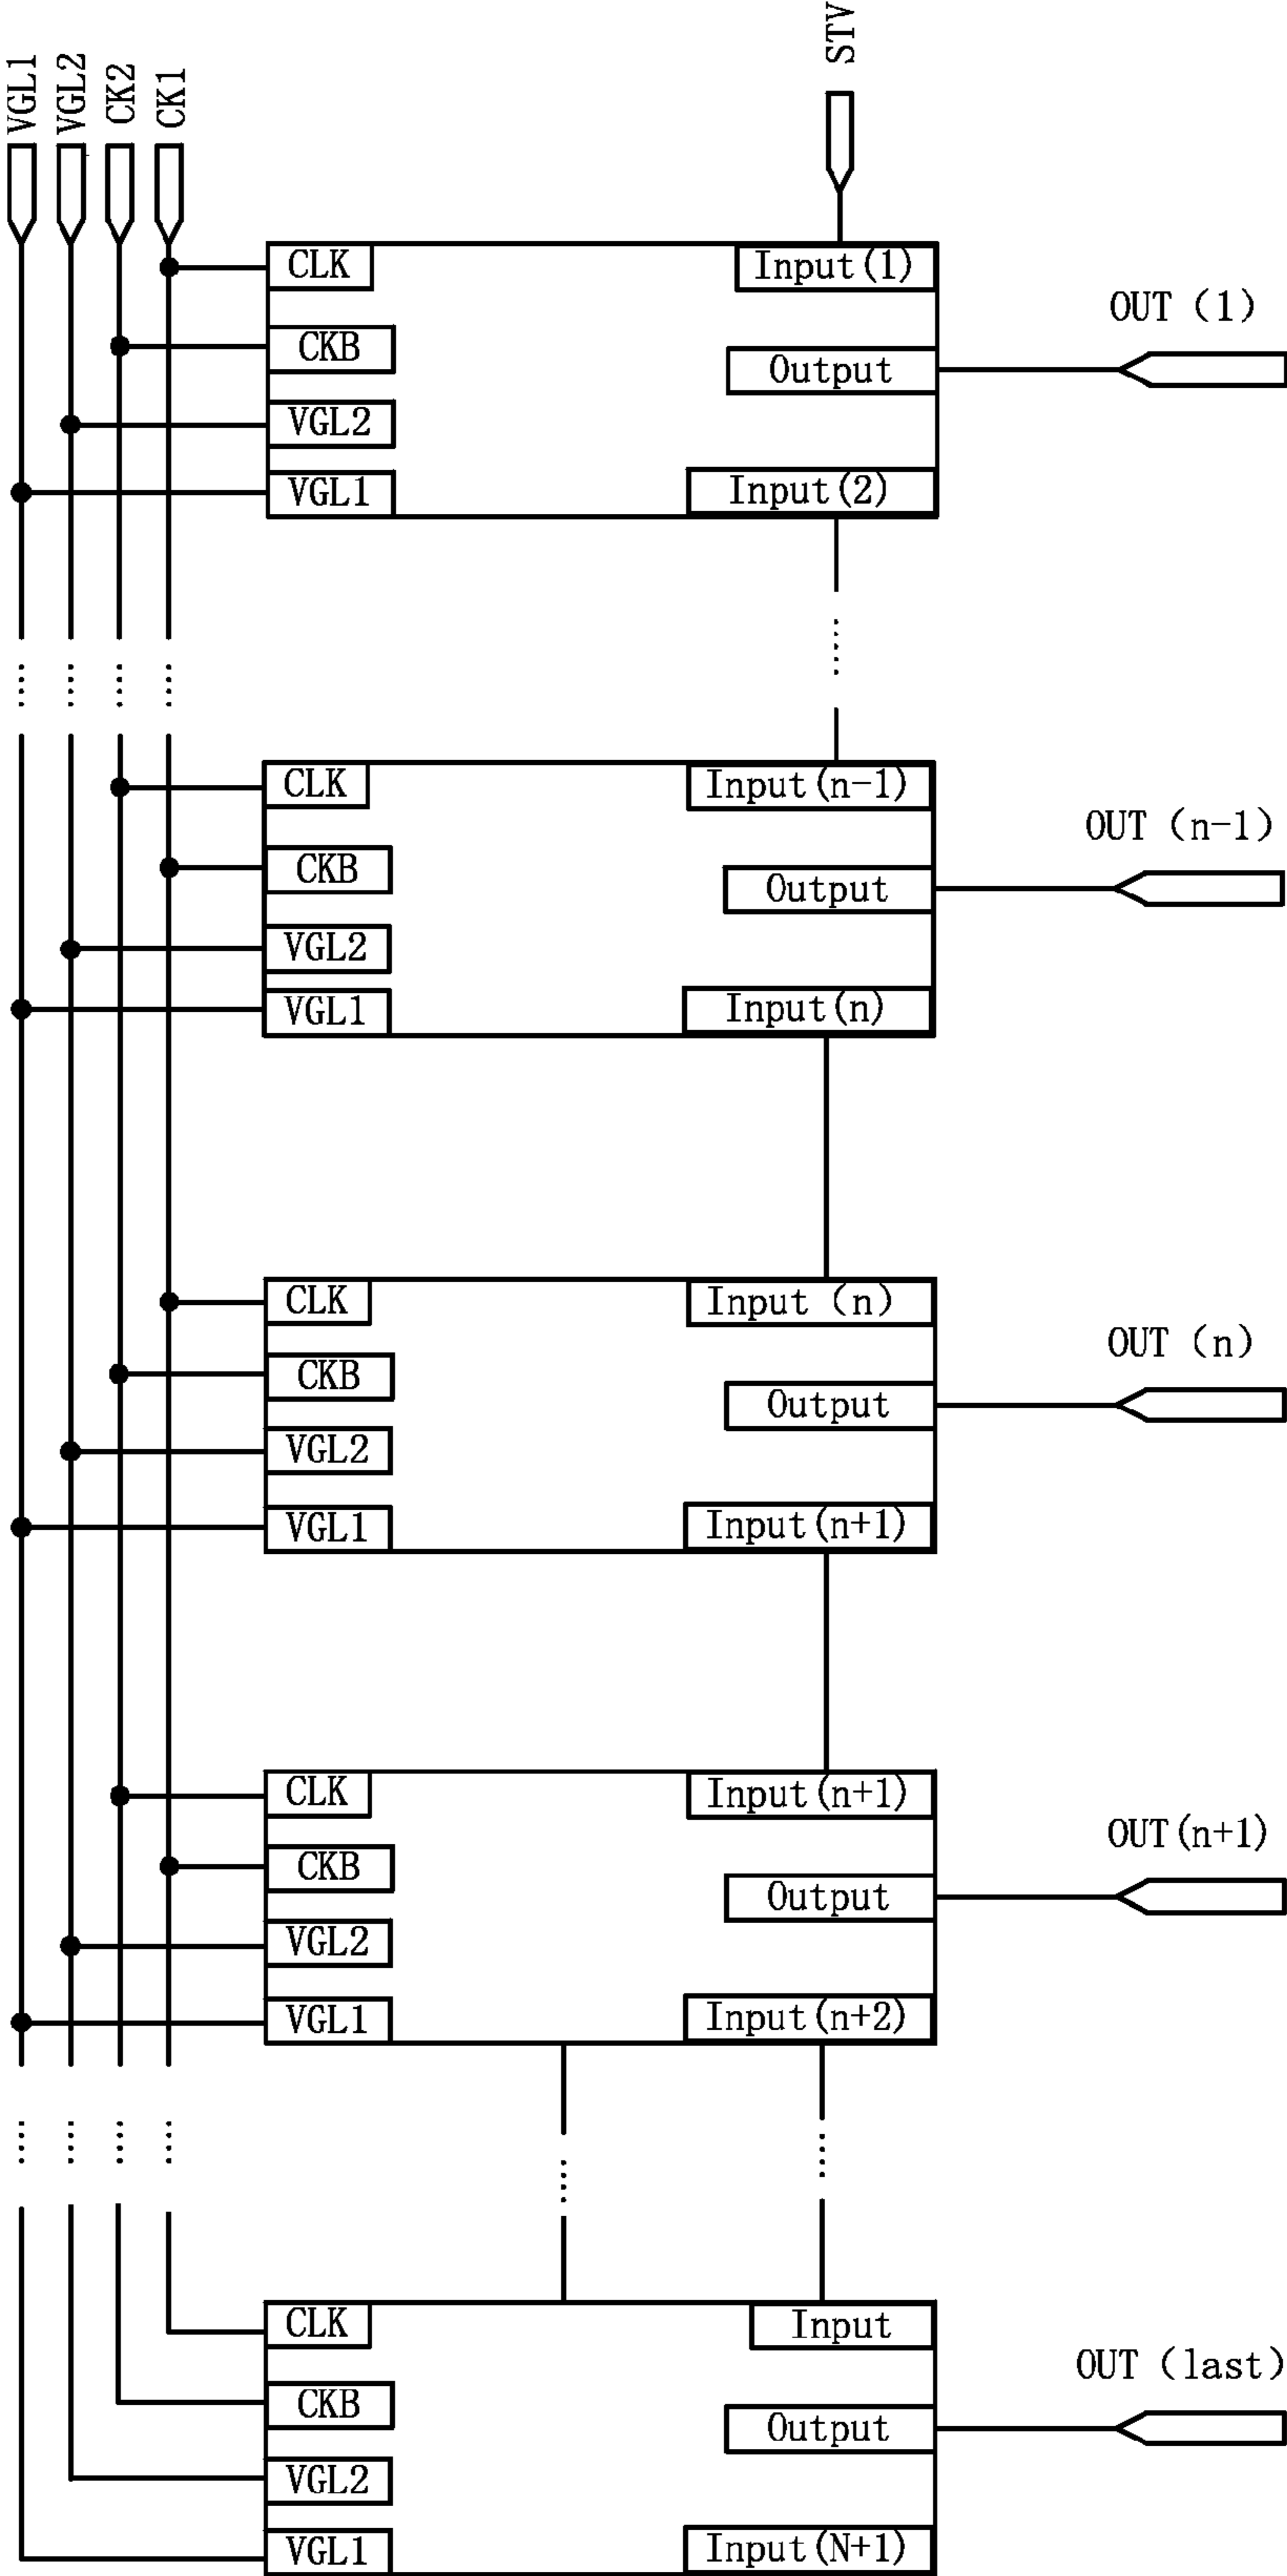 VGL1
VGL2
CK2
CK1
STV
CLK
Input(1)
OUT (1)
CKB
Output
VGL2
VGL1
Input(2)
CLK
Input(n-1)
OUT (n-1)
CKB
Output
VGL2
VGL1
Input(n)
CLK
Input (n)
OUT (n)
CKB
Output
VGL2
VGL1
Input(n+1)
CLK
Input(n+1)
OUT(n+1)
CKB
Output
VGL2
VGL1
Input(n+2)
CLK
Input
OUT (last)
CKB
Output
VGL2
VGL1
Input(N+1)